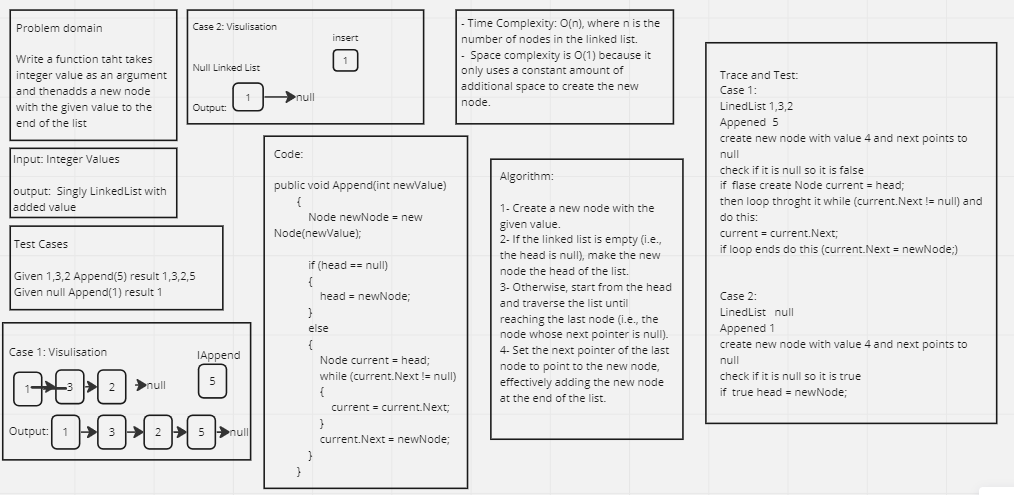 Problem domain
Write a function taht takes
integer value as an argument
and thenadds a new node
with the given value to the
end of the list
Input: Integer Values
output:  Singly LinkedList with
added value
Test Cases
Given 1,3,2 Append(5) result 1,3,2,5
Given null Append(1) result 1
Case 1: Visulisation
IAppend
1 3 2 null
5
Output: 1 3 2 5 null
Case 2: Visulisation
insert
1
Null Linked List
Output: 1 null
Code:
public void Append(int newValue)
{
Node newNode = new
Node(newValue);
if (head == null)
{
head = newNode;
}
else
{
Node current = head;
while (current.Next != null)
{
current = current.Next;
}
current.Next = newNode;
}
}
- Time Complexity: O(n), where n is the
number of nodes in the linked list.
-  Space complexity is O(1) because it
only uses a constant amount of
additional space to create the new
node.
Algorithm:
1- Create a new node with the
given value.
2- If the linked list is empty (i.e.,
the head is null), make the new
node the head of the list.
3- Otherwise, start from the head
and traverse the list until
reaching the last node (i.e., the
node whose next pointer is null).
4- Set the next pointer of the last
node to point to the new node,
effectively adding the new node
at the end of the list.
Trace and Test:
Case 1:
LinedList 1,3,2
Appened  5
create new node with value 4 and next points to
null
check if it is null so it is false
if  flase create Node current = head;
then loop throght it while (current.Next != null) and
do this:
current = current.Next;
if loop ends do this (current.Next = newNode;)
Case 2:
LinedList   null
Appened 1
create new node with value 4 and next points to
null
check if it is null so it is true
if  true head = newNode;